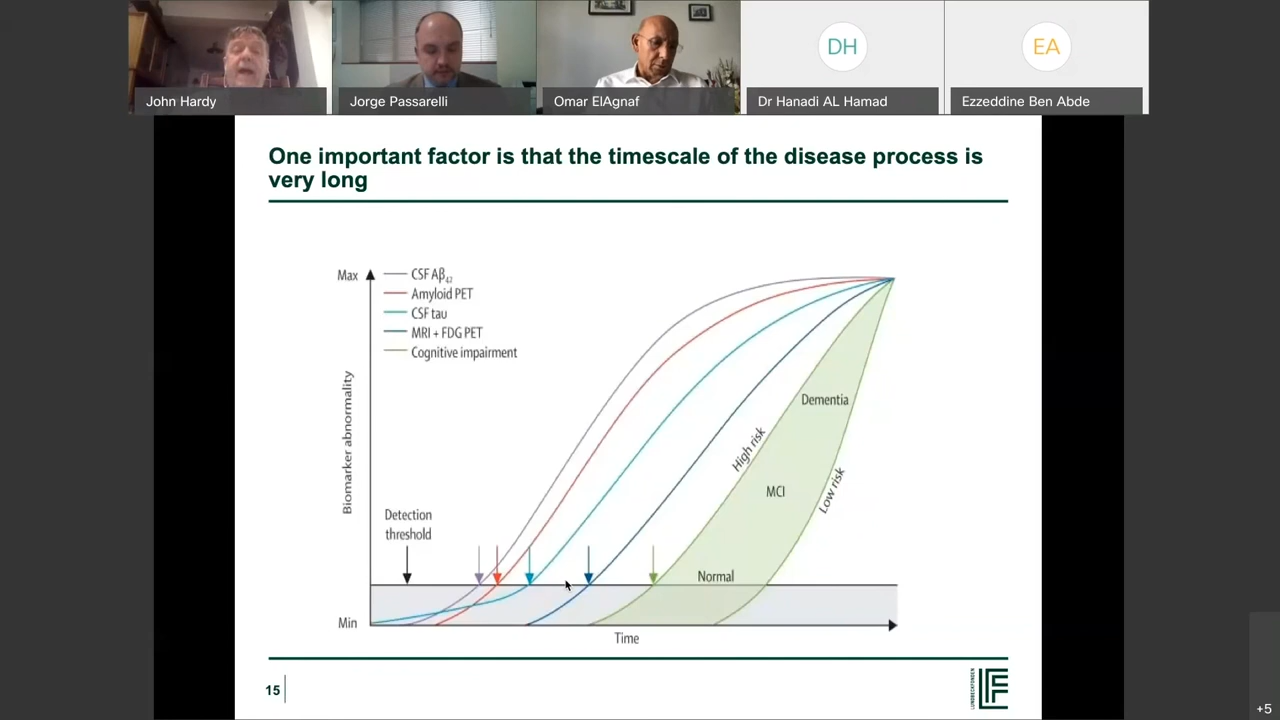 DH
EA
John Hardy
Jorge Passarelli
Omar ElAgnaf
Dr Hanadi AL Hamad
Ezzeddine Ben Abde
One important factor is that the timescale of the disease process is
very long
Max
CSF Aβ42
Amyloid PET
CSF tau
MRI + FDG PET
Cognitive impairment
Biomarker abnormality
Dementia
High risk
MCI
Low risk
Detection
threshold
Normal
Min
Time
15
LUNDBECKFONDEN
+5